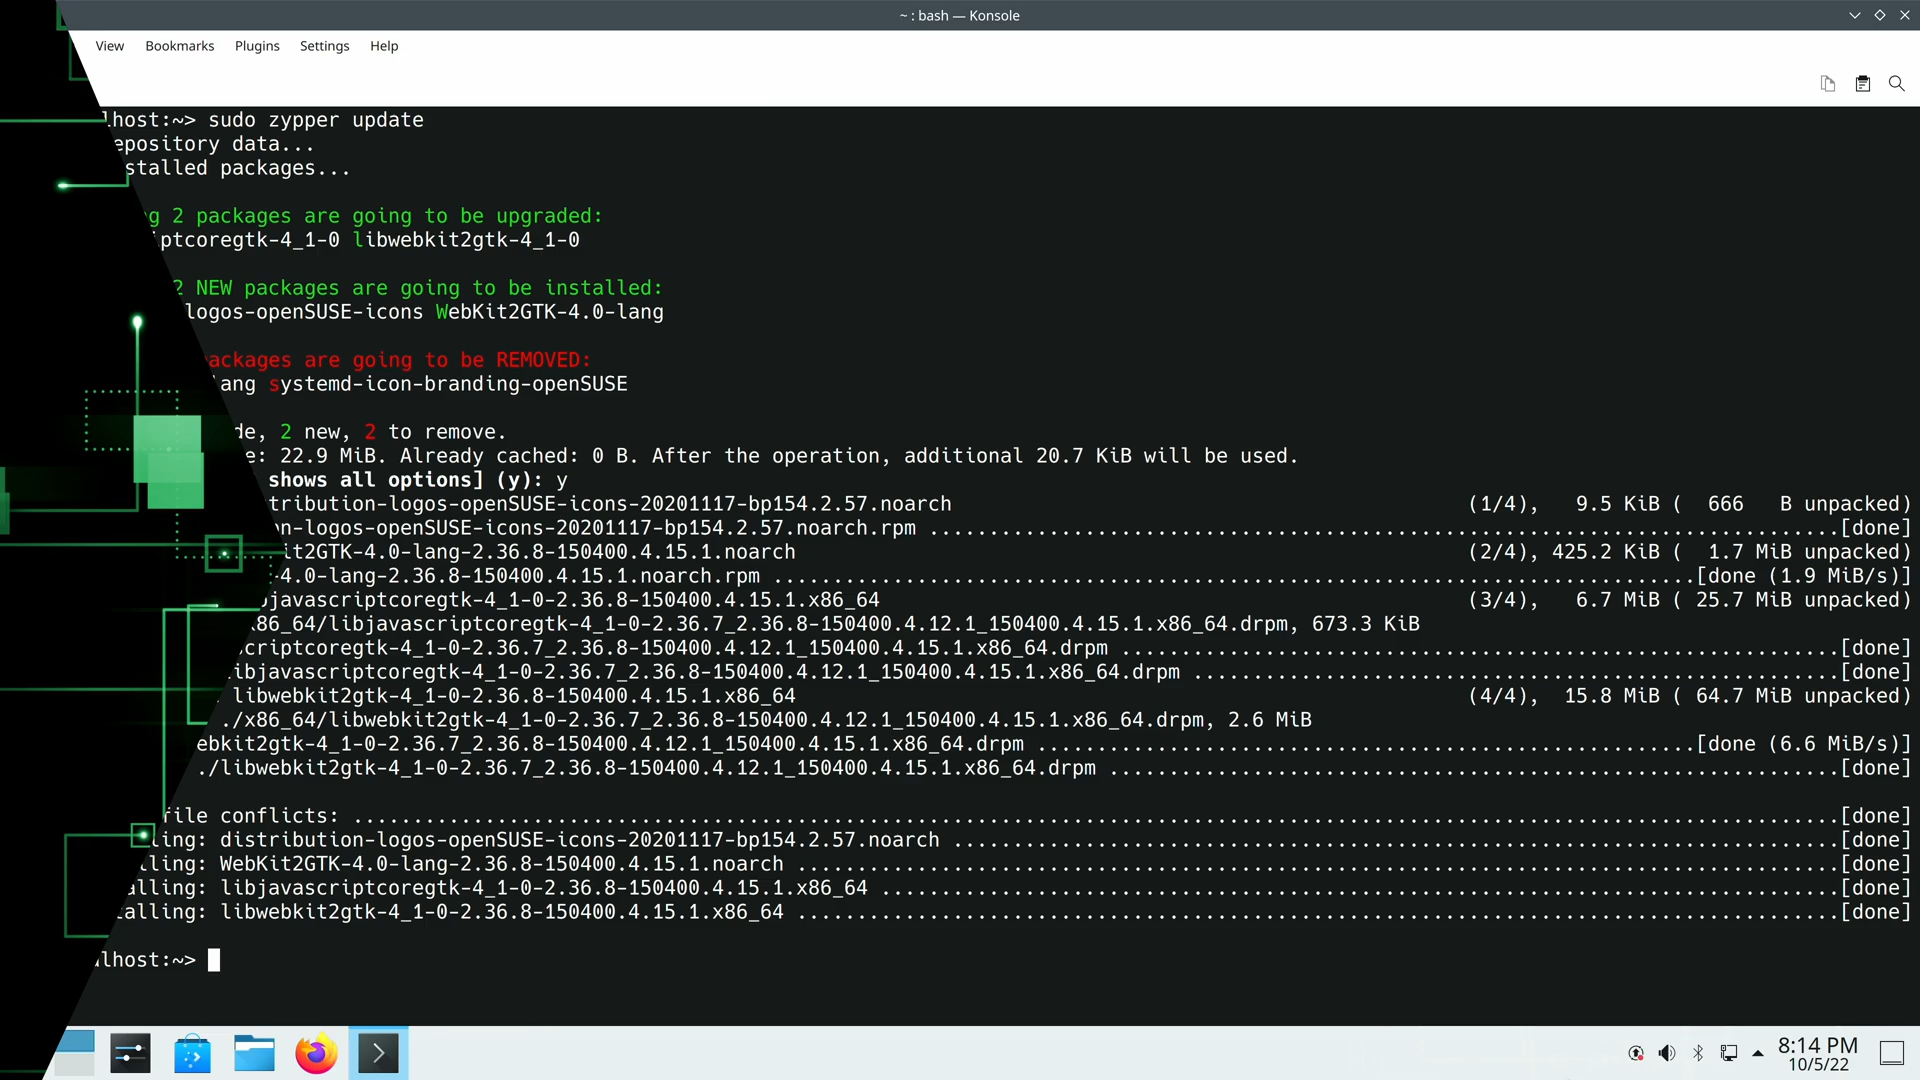 ~ : bash — Konsole
View Bookmarks Plugins Settings Help
lhost:~> sudo zypper update
epository data...
stalled packages...
g 2 packages are going to be upgraded:
iptcoregtk-4_1-0 libwebkit2gtk-4_1-0
2 NEW packages are going to be installed:
logos-openSUSE-icons WebKit2GTK-4.0-lang
ackages are going to be REMOVED:
lang systemd-icon-branding-openSUSE
de, 2 new, 2 to remove.
e: 22.9 MiB. Already cached: 0 B. After the operation, additional 20.7 KiB will be used.
shows all options] (y): y
tribution-logos-openSUSE-icons-20201117-bp154.2.57.noarch (1/4), 9.5 KiB ( 666 B unpacked)
n-logos-openSUSE-icons-20201117-bp154.2.57.noarch.rpm ............................................................................[done]
it2GTK-4.0-lang-2.36.8-150400.4.15.1.noarch (2/4), 425.2 KiB ( 1.7 MiB unpacked)
-4.0-lang-2.36.8-150400.4.15.1.noarch.rpm .............................................................................[done (1.9 MiB/s)]
javascriptcoregtk-4_1-0-2.36.8-150400.4.15.1.x86_64 (3/4), 6.7 MiB ( 25.7 MiB unpacked)
x86_64/libjavascriptcoregtk-4_1-0-2.36.7_2.36.8-150400.4.12.1_150400.4.15.1.x86_64.drpm, 673.3 KiB
criptcoregtk-4_1-0-2.36.7_2.36.8-150400.4.12.1_150400.4.15.1.x86_64.drpm ............................................................[done]
libjavascriptcoregtk-4_1-0-2.36.7_2.36.8-150400.4.12.1_150400.4.15.1.x86_64.drpm ......................................................[done]
libwebkit2gtk-4_1-0-2.36.8-150400.4.15.1.x86_64 (4/4), 15.8 MiB ( 64.7 MiB unpacked)
./x86_64/libwebkit2gtk-4_1-0-2.36.7_2.36.8-150400.4.12.1_150400.4.15.1.x86_64.drpm, 2.6 MiB
ebkit2gtk-4_1-0-2.36.7_2.36.8-150400.4.12.1_150400.4.15.1.x86_64.drpm .......................................................[done (6.6 MiB/s)]
./libwebkit2gtk-4_1-0-2.36.7_2.36.8-150400.4.12.1_150400.4.15.1.x86_64.drpm .............................................................[done]
file conflicts: ............................................................................................................................[done]
lling: distribution-logos-openSUSE-icons-20201117-bp154.2.57.noarch ..........................................................................[done]
lling: WebKit2GTK-4.0-lang-2.36.8-150400.4.15.1.noarch .......................................................................................[done]
alling: libjavascriptcoregtk-4_1-0-2.36.8-150400.4.15.1.x86_64 ................................................................................[done]
talling: libwebkit2gtk-4_1-0-2.36.8-150400.4.15.1.x86_64 .......................................................................................[done]
lhost:~>
8:14 PM
10/5/22